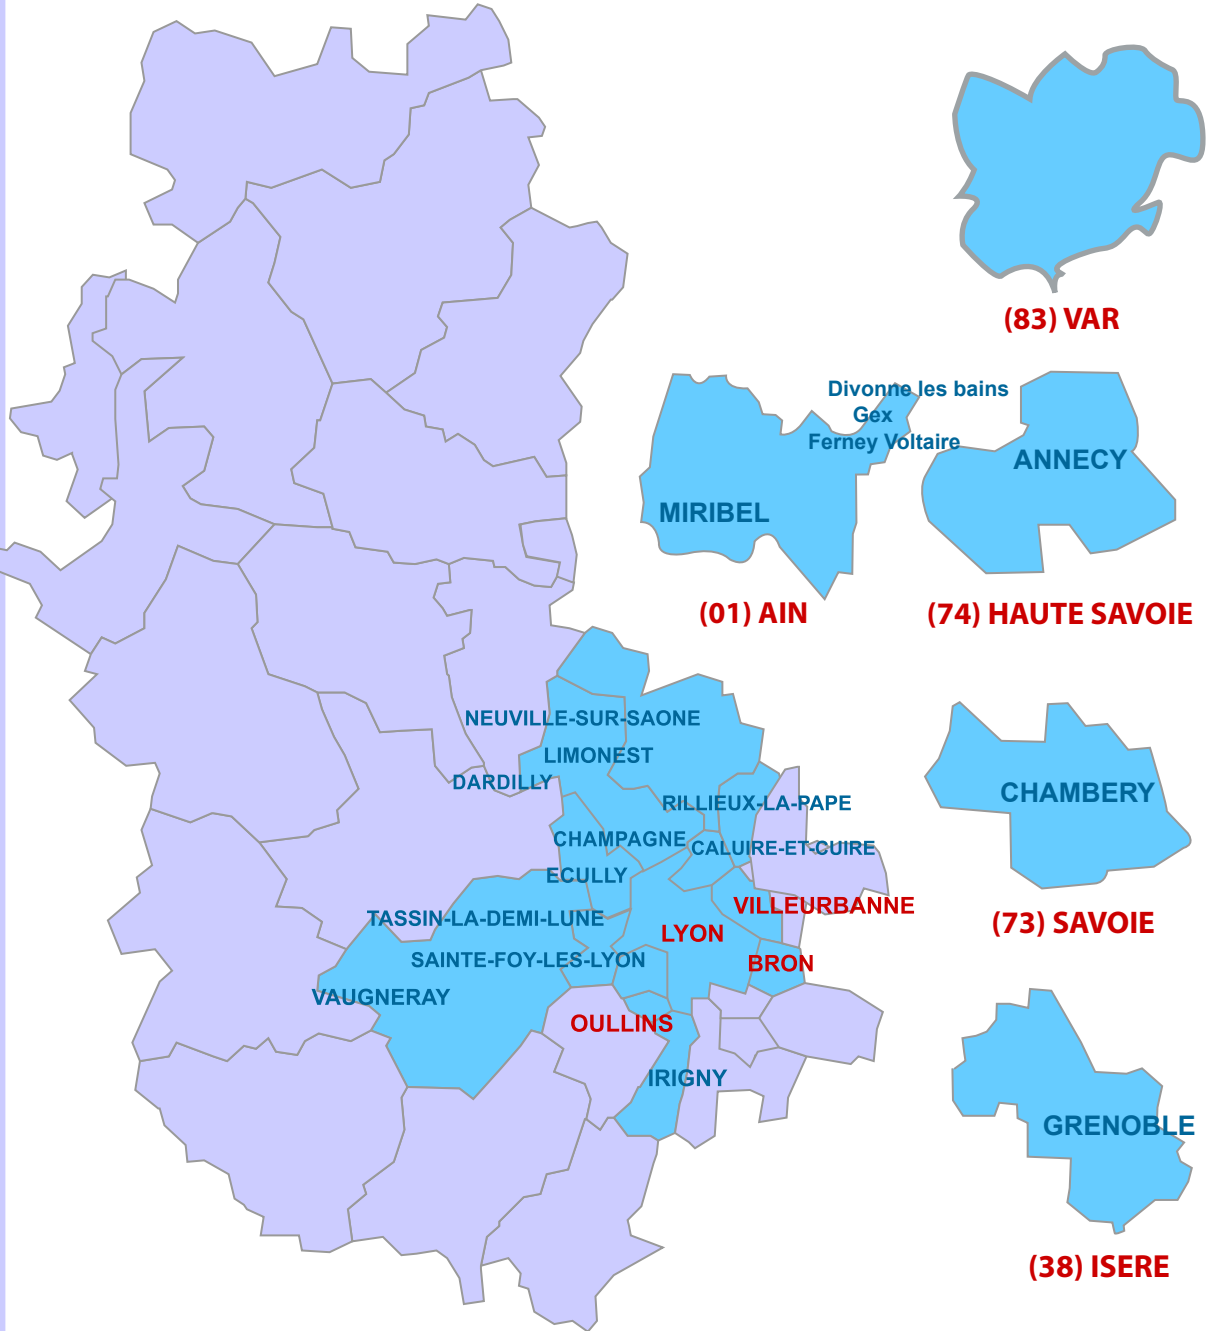 (83) VAR
Divonne les bains
Gex
Ferney Voltaire
MIRIBEL
(01) AIN
ANNECY
(74) HAUTE SAVOIE
NEUVILLE-SUR-SAONE
LIMONEST
DARDILLY
RILLIEUX-LA-PAPE
CHAMPAGNE
CALUIRE-ET-CUIRE
ECULLY
VILLEURBANNE
TASSIN-LA-DEMI-LUNE
LYON
SAINTE-FOY-LES-LYON
BRON
VAUGNERAY
OULLINS
IRIGNY
CHAMBERY
(73) SAVOIE
GRENOBLE
(38) ISERE